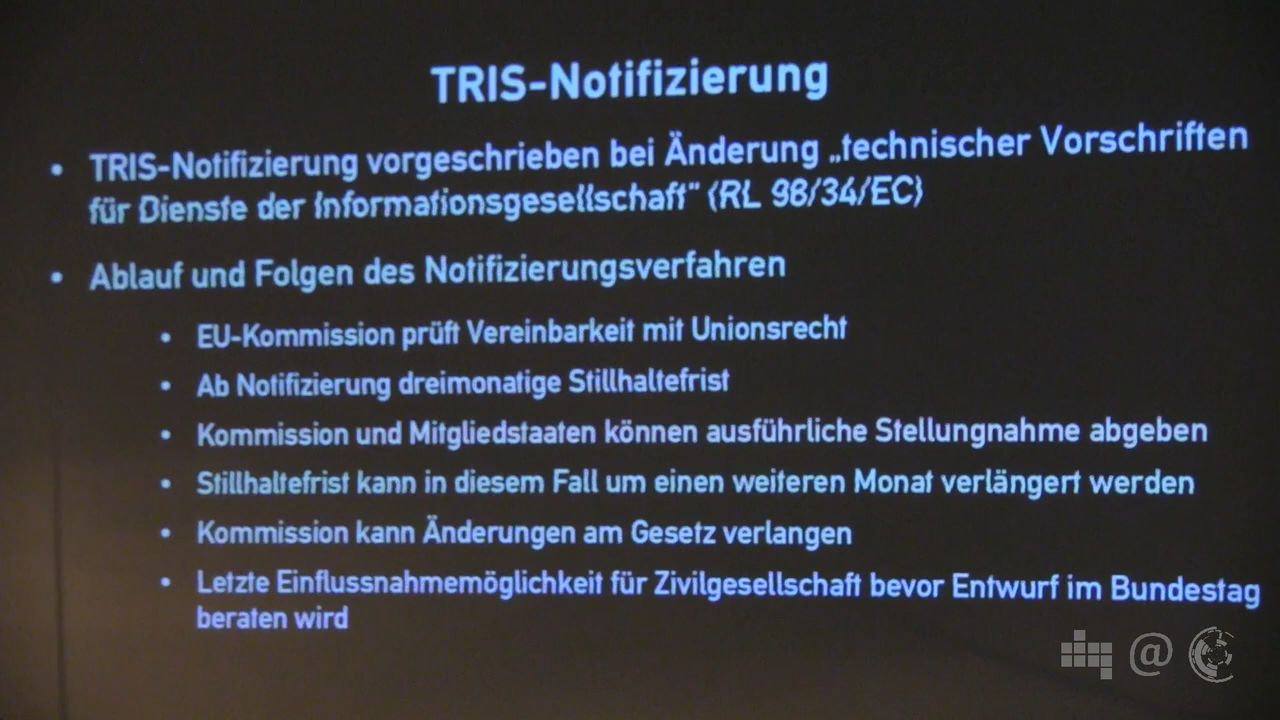 TRIS-Notifizierung
• TRIS-Notifizierung vorgeschrieben bei Änderung „technischer Vorschriften
für Dienste der Informationsgesellschaft“ (RL 98/34/EC)
• Ablauf und Folgen des Notifizierungsverfahren
• EU-Kommission prüft Vereinbarkeit mit Unionsrecht
• Ab Notifizierung dreimonatige Stillhaltefrist
• Kommission und Mitgliedstaaten können ausführliche Stellungnahme abgeben
• Stillhaltefrist kann in diesem Fall um einen weiteren Monat verlängert werden
• Kommission kann Änderungen am Gesetz verlangen
• Letzte Einflussnahmemöglichkeit für Zivilgesellschaft bevor Entwurf im Bundestag
beraten wird
@